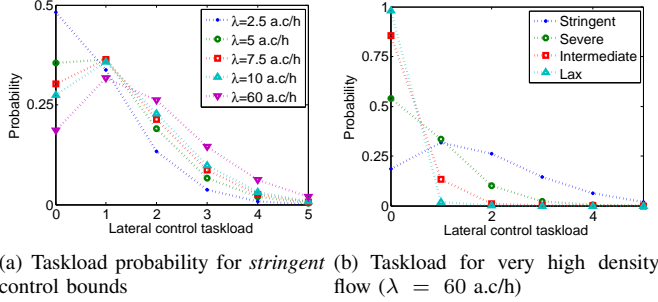 0.5
0.25
0
Probability
0 1 2 3 4 5
Lateral control taskload
λ=2.5 a.c/h
λ=5 a.c/h
λ=7.5 a.c/h
λ=10 a.c/h
λ=60 a.c/h
1
0.75
0.5
0.25
0
Probability
0 2 4
Lateral control taskload
Stringent
Severe
Intermediate
Lax
(a) Taskload probability for stringent
control bounds
(b) Taskload for very high density
flow (λ = 60 a.c/h)